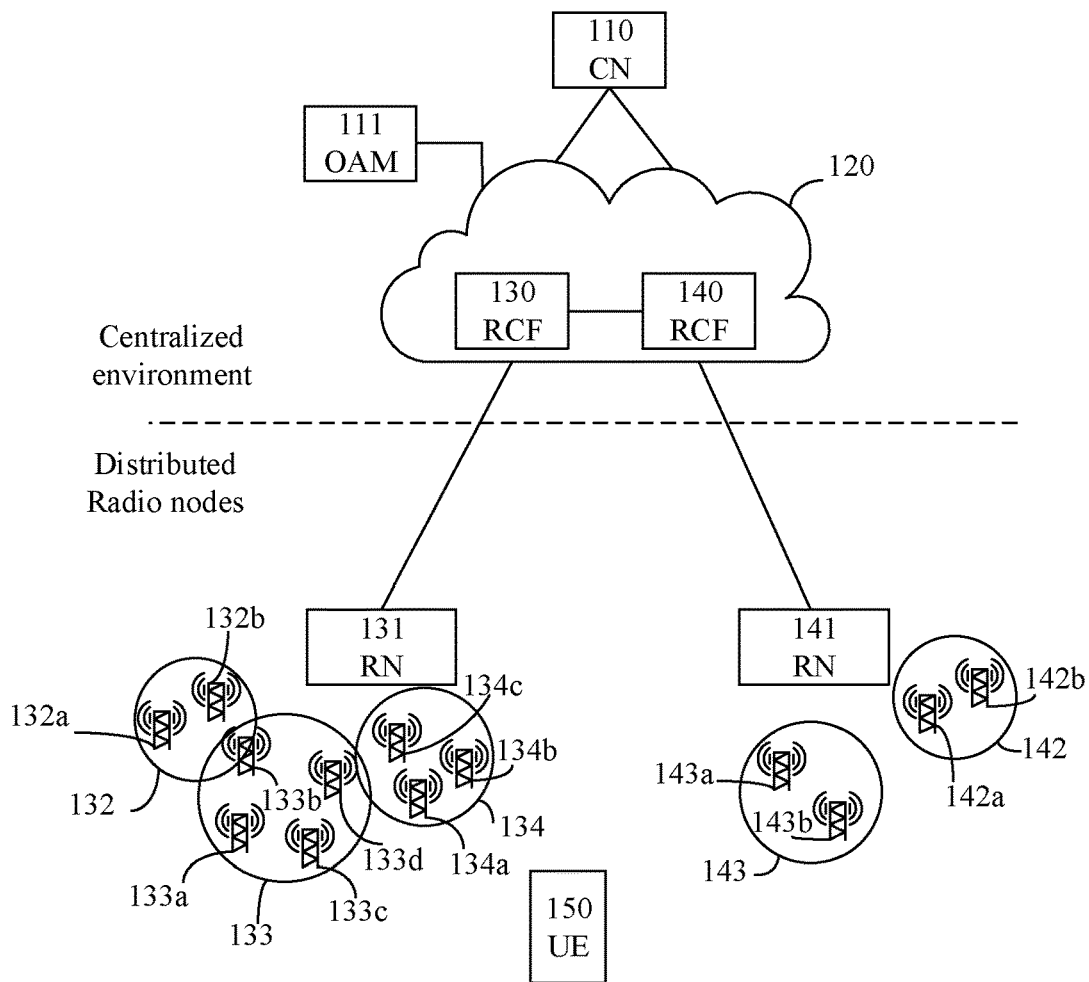 110
CN
111
OAM
120
130
RCF
140
RCF
Centralized
environment
Distributed
Radio nodes
131
RN
141
RN
132b
132a
132
133b
133a
133
133c
133d
134c
134b
134
134a
142b
142
142a
143a
143b
143
150
UE